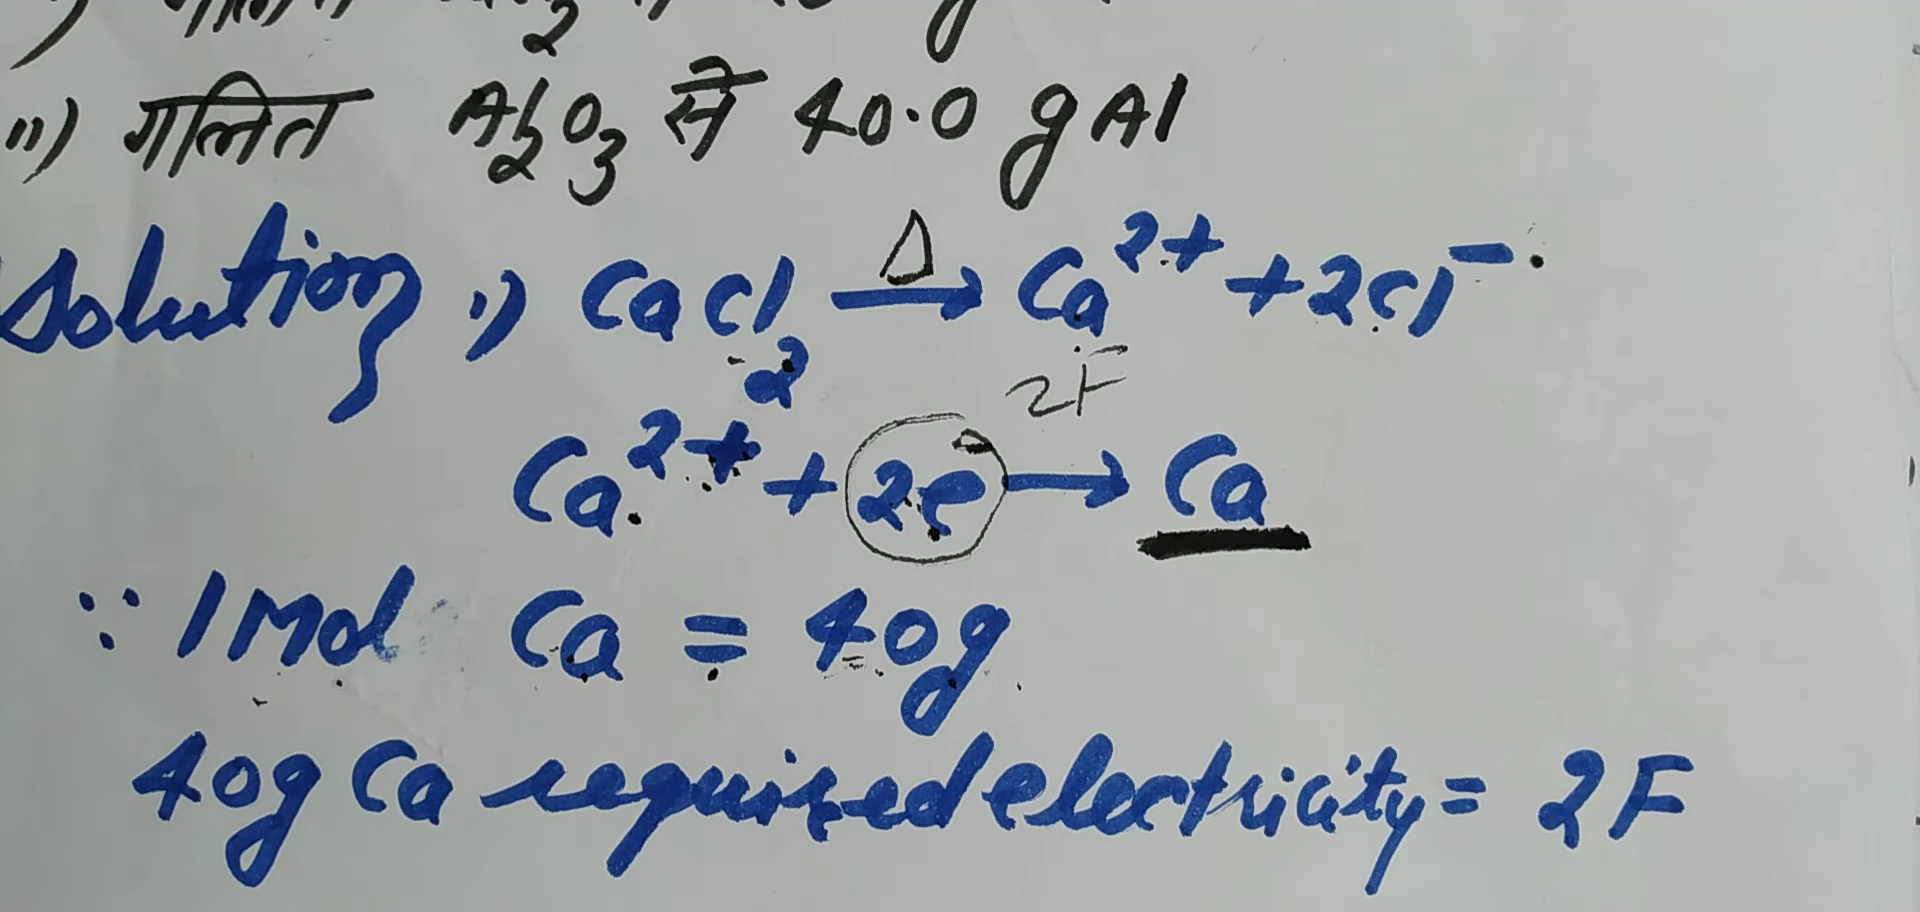 ii) गलित Al₂O₃ से 40.0 g Al
Solution i) CaCl₂ —Δ→ Ca²⁺ + 2Cl⁻
2F
Ca²⁺ + 2e⁻ → Ca
∵ 1 Mol Ca = 40g
40g Ca required electricity = 2F